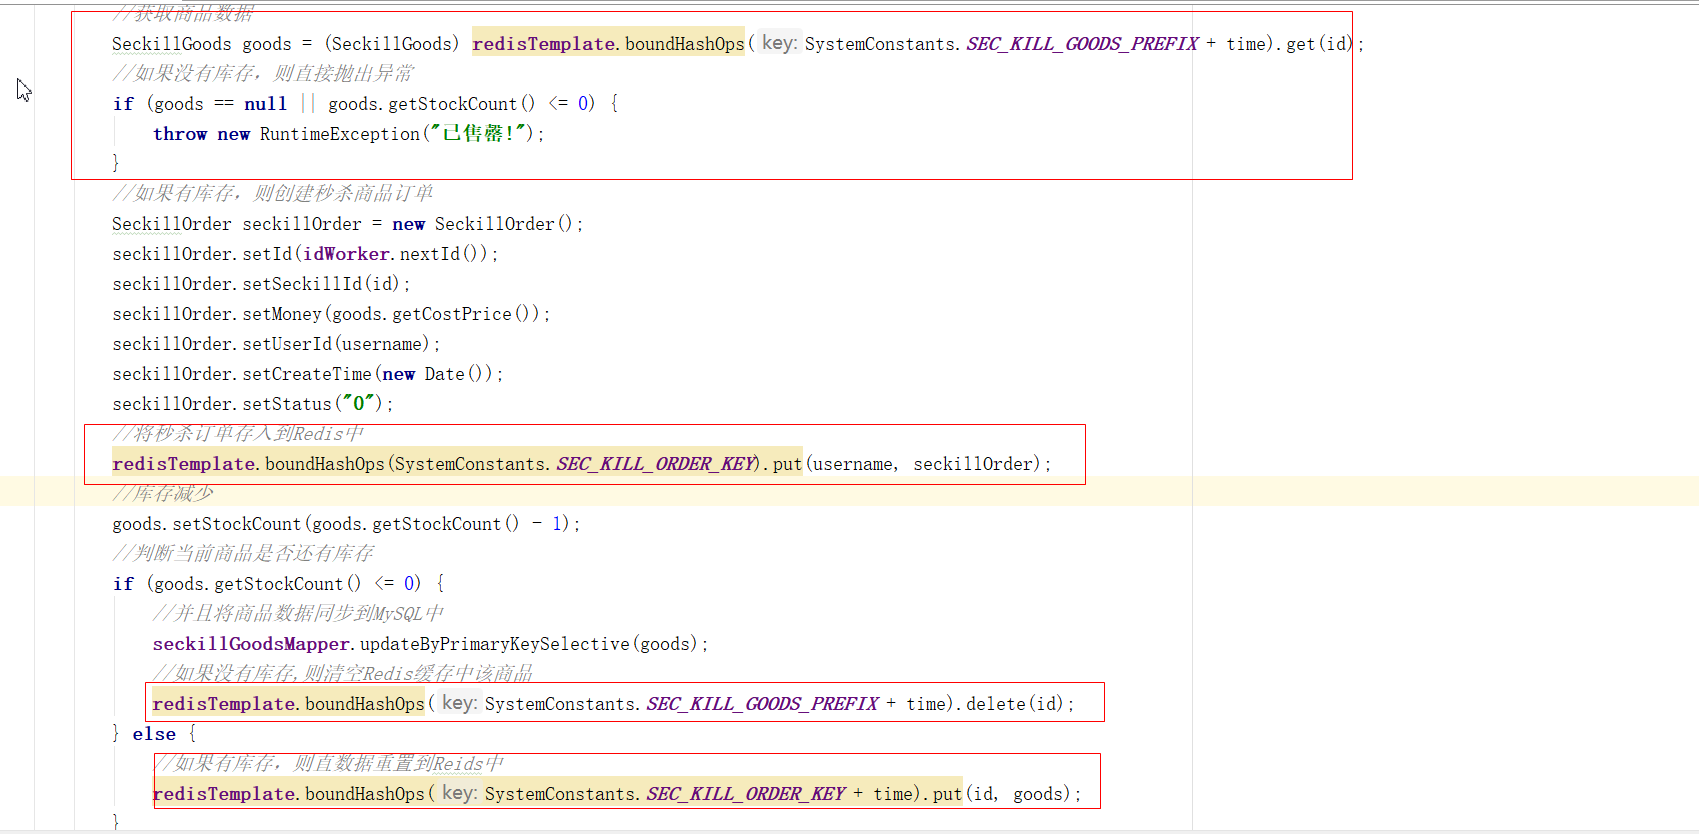 //获取商品数据
SeckillGoods goods = (SeckillGoods) redisTemplate.boundHashOps( key: SystemConstants.SEC_KILL_GOODS_PREFIX + time).get(id);
//如果没有库存，则直接抛出异常
if (goods == null || goods.getStockCount() <= 0) {
throw new RuntimeException("已售罄!");
}
//如果有库存，则创建秒杀商品订单
SeckillOrder seckillOrder = new SeckillOrder();
seckillOrder.setId(idWorker.nextId());
seckillOrder.setSeckillId(id);
seckillOrder.setMoney(goods.getCostPrice());
seckillOrder.setUserId(username);
seckillOrder.setCreateTime(new Date());
seckillOrder.setStatus("0");
//将秒杀订单存入到Redis中
redisTemplate.boundHashOps(SystemConstants.SEC_KILL_ORDER_KEY).put(username, seckillOrder);
//库存减少
goods.setStockCount(goods.getStockCount() - 1);
//判断当前商品是否还有库存
if (goods.getStockCount() <= 0) {
//并且将商品数据同步到MySQL中
seckillGoodsMapper.updateByPrimaryKeySelective(goods);
//如果没有库存,则清空Redis缓存中该商品
redisTemplate.boundHashOps( key: SystemConstants.SEC_KILL_GOODS_PREFIX + time).delete(id);
} else {
//如果有库存，则直数据重置到Reids中
redisTemplate.boundHashOps( key: SystemConstants.SEC_KILL_ORDER_KEY + time).put(id, goods);
}